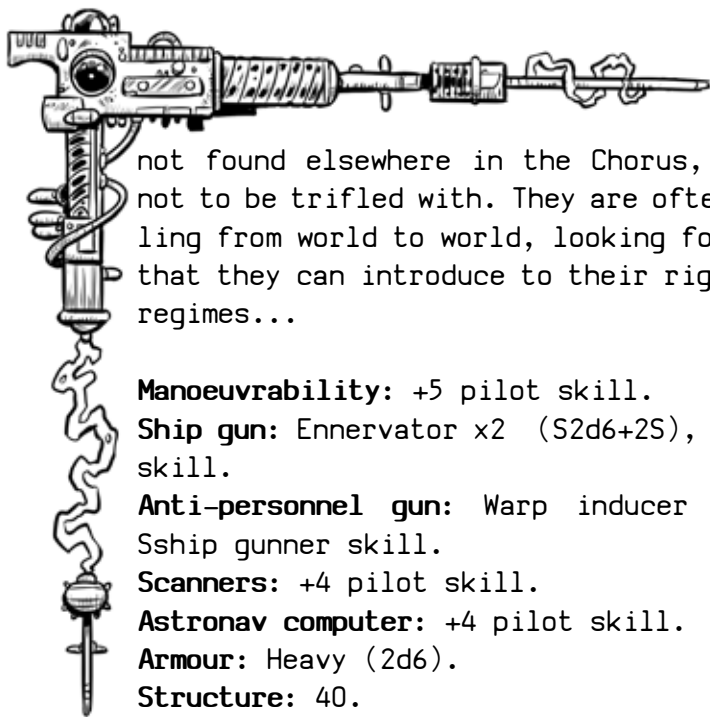 not found elsewhere in the Chorus,
not to be trifled with. They are ofte
ling from world to world, looking fo
that they can introduce to their rig
regimes...
Manoeuvrability: +5 pilot skill.
Ship gun: Ennervator x2 (S2d6+2S),
skill.
Anti-personnel gun: Warp inducer
Sship gunner skill.
Scanners: +4 pilot skill.
Astronav computer: +4 pilot skill.
Armour: Heavy (2d6).
Structure: 40.